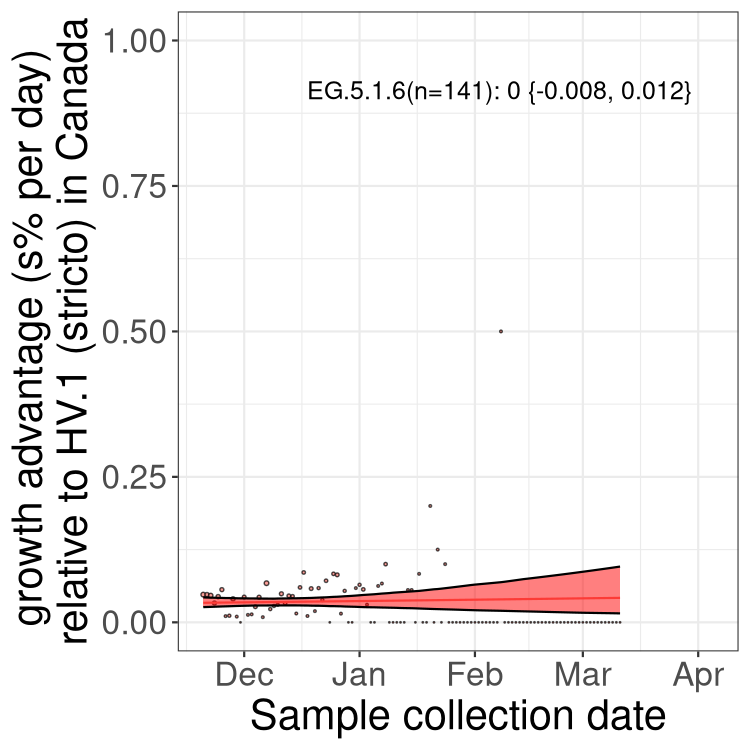 growth advantage (s% per day)
relative to HV.1 (stricto) in Canada
1.00
0.75
0.50
0.25
0.00
EG.5.1.6(n=141): 0 {-0.008, 0.012}
Dec Jan Feb Mar Apr
Sample collection date